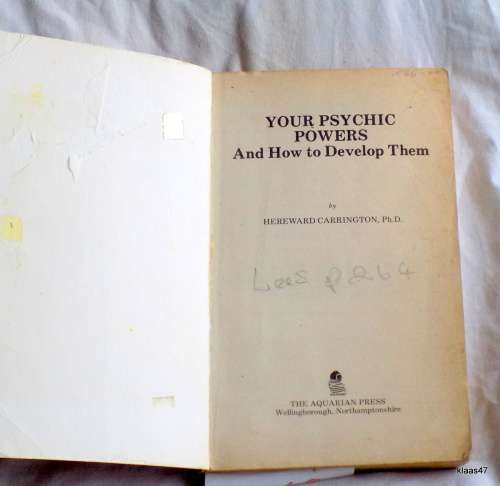 YOUR PSYCHIC
POWERS
And How to Develop Them
by
HEREWARD CARRINGTON, Ph.D.
Lees p 264
THE AQUARIAN PRESS
Wellingborough, Northamptonshire
klaas47